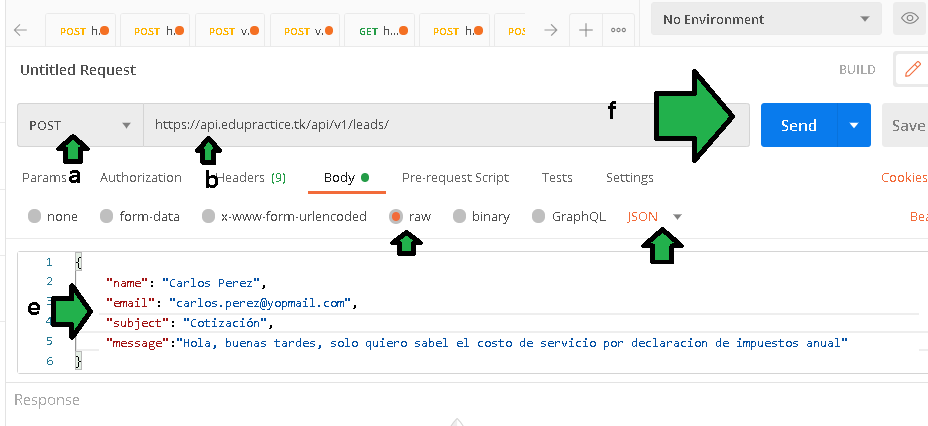 POST h. POST h. POST v. POST v. GET h... POST h. POS ooo No Environment
Untitled Request BUILD
POST https://api.edupractice.tk/api/v1/leads/ f Send Save
a b
Params Authorization Headers (9) Body Pre-request Script Tests Settings Cookies
none form-data x-www-form-urlencoded raw binary GraphQL JSON Bea
1 {
2 "name": "Carlos Perez",
3 "email": "carlos.perez@yopmail.com",
e
4 "subject": "Cotización",
5 "message":"Hola, buenas tardes, solo quiero sabel el costo de servicio por declaracion de impuestos anual"
6 }
Response